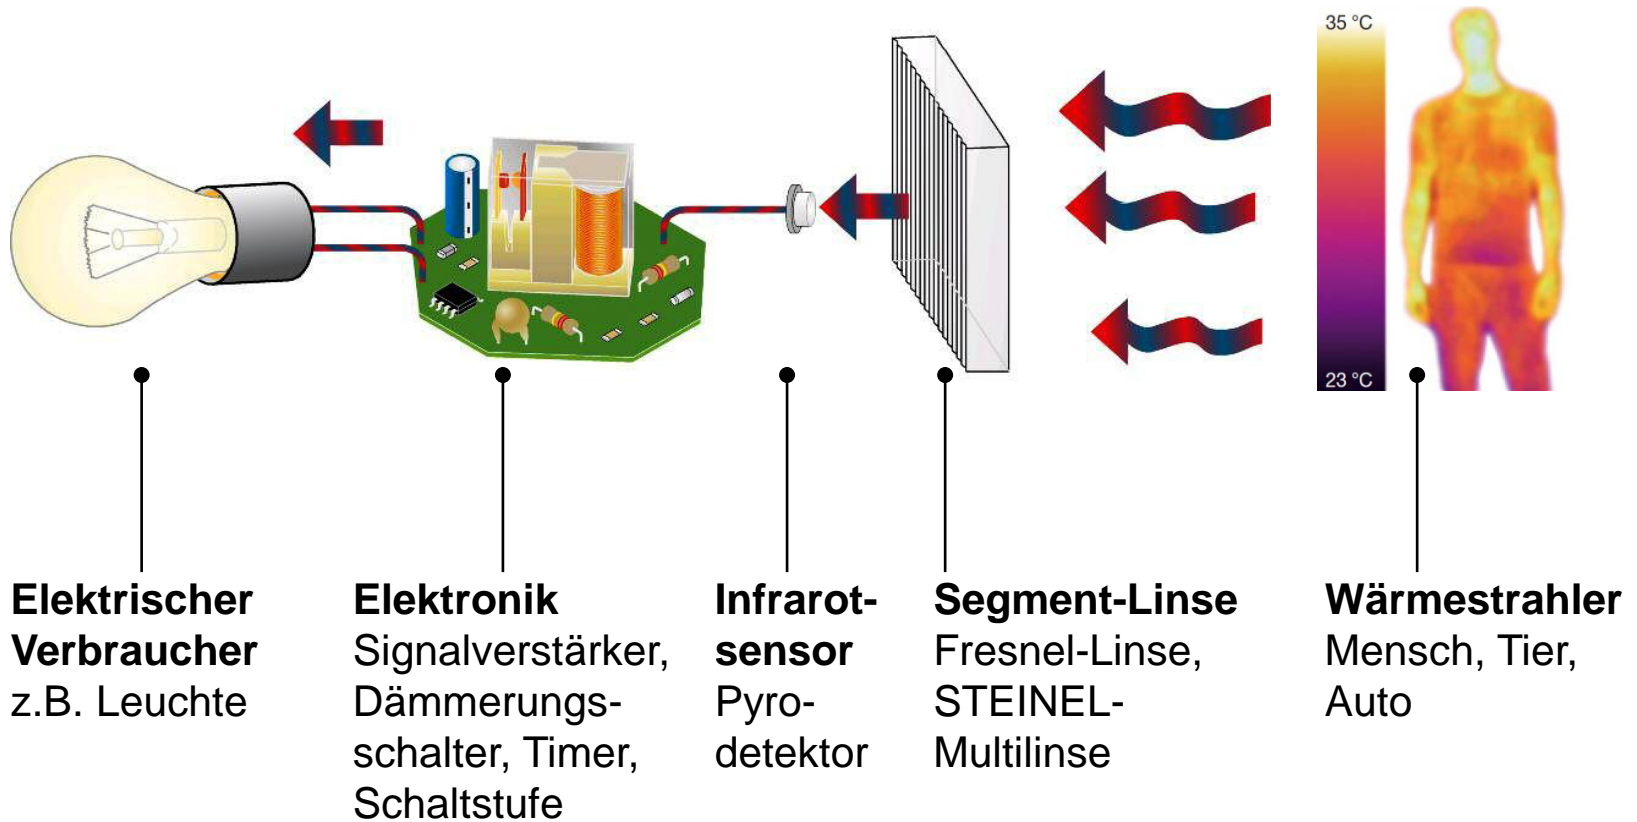 35 °C
23 °C
Elektrischer
Verbraucher
z.B. Leuchte
Elektronik
Signalverstärker,
Dämmerungs-
schalter, Timer,
Schaltstufe
Infrarot-
sensor
Pyro-
detektor
Segment-Linse
Fresnel-Linse,
STEINEL-
Multilinse
Wärmestrahler
Mensch, Tier,
Auto